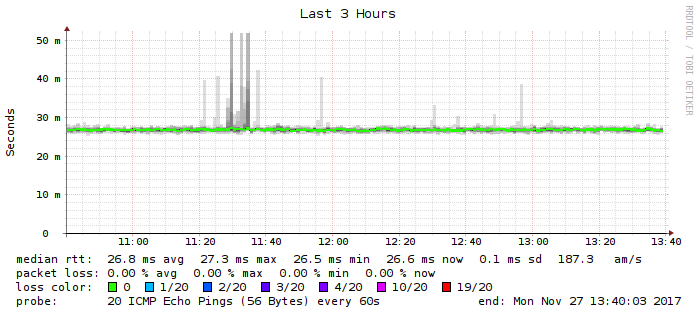 Last 3 Hours
RRDTOOL / TOBI OETIKER
Seconds
50 m
40 m
30 m
20 m
10 m
0
11:00 11:20 11:40 12:00 12:20 12:40 13:00 13:20 13:40
median rtt: 26.8 ms avg 27.3 ms max 26.5 ms min 26.6 ms now 0.1 ms sd 187.3 am/s
packet loss: 0.00 % avg 0.00 % max 0.00 % min 0.00 % now
loss color: 0 1/20 2/20 3/20 4/20 10/20 19/20
probe: 20 ICMP Echo Pings (56 Bytes) every 60s end: Mon Nov 27 13:40:03 2017